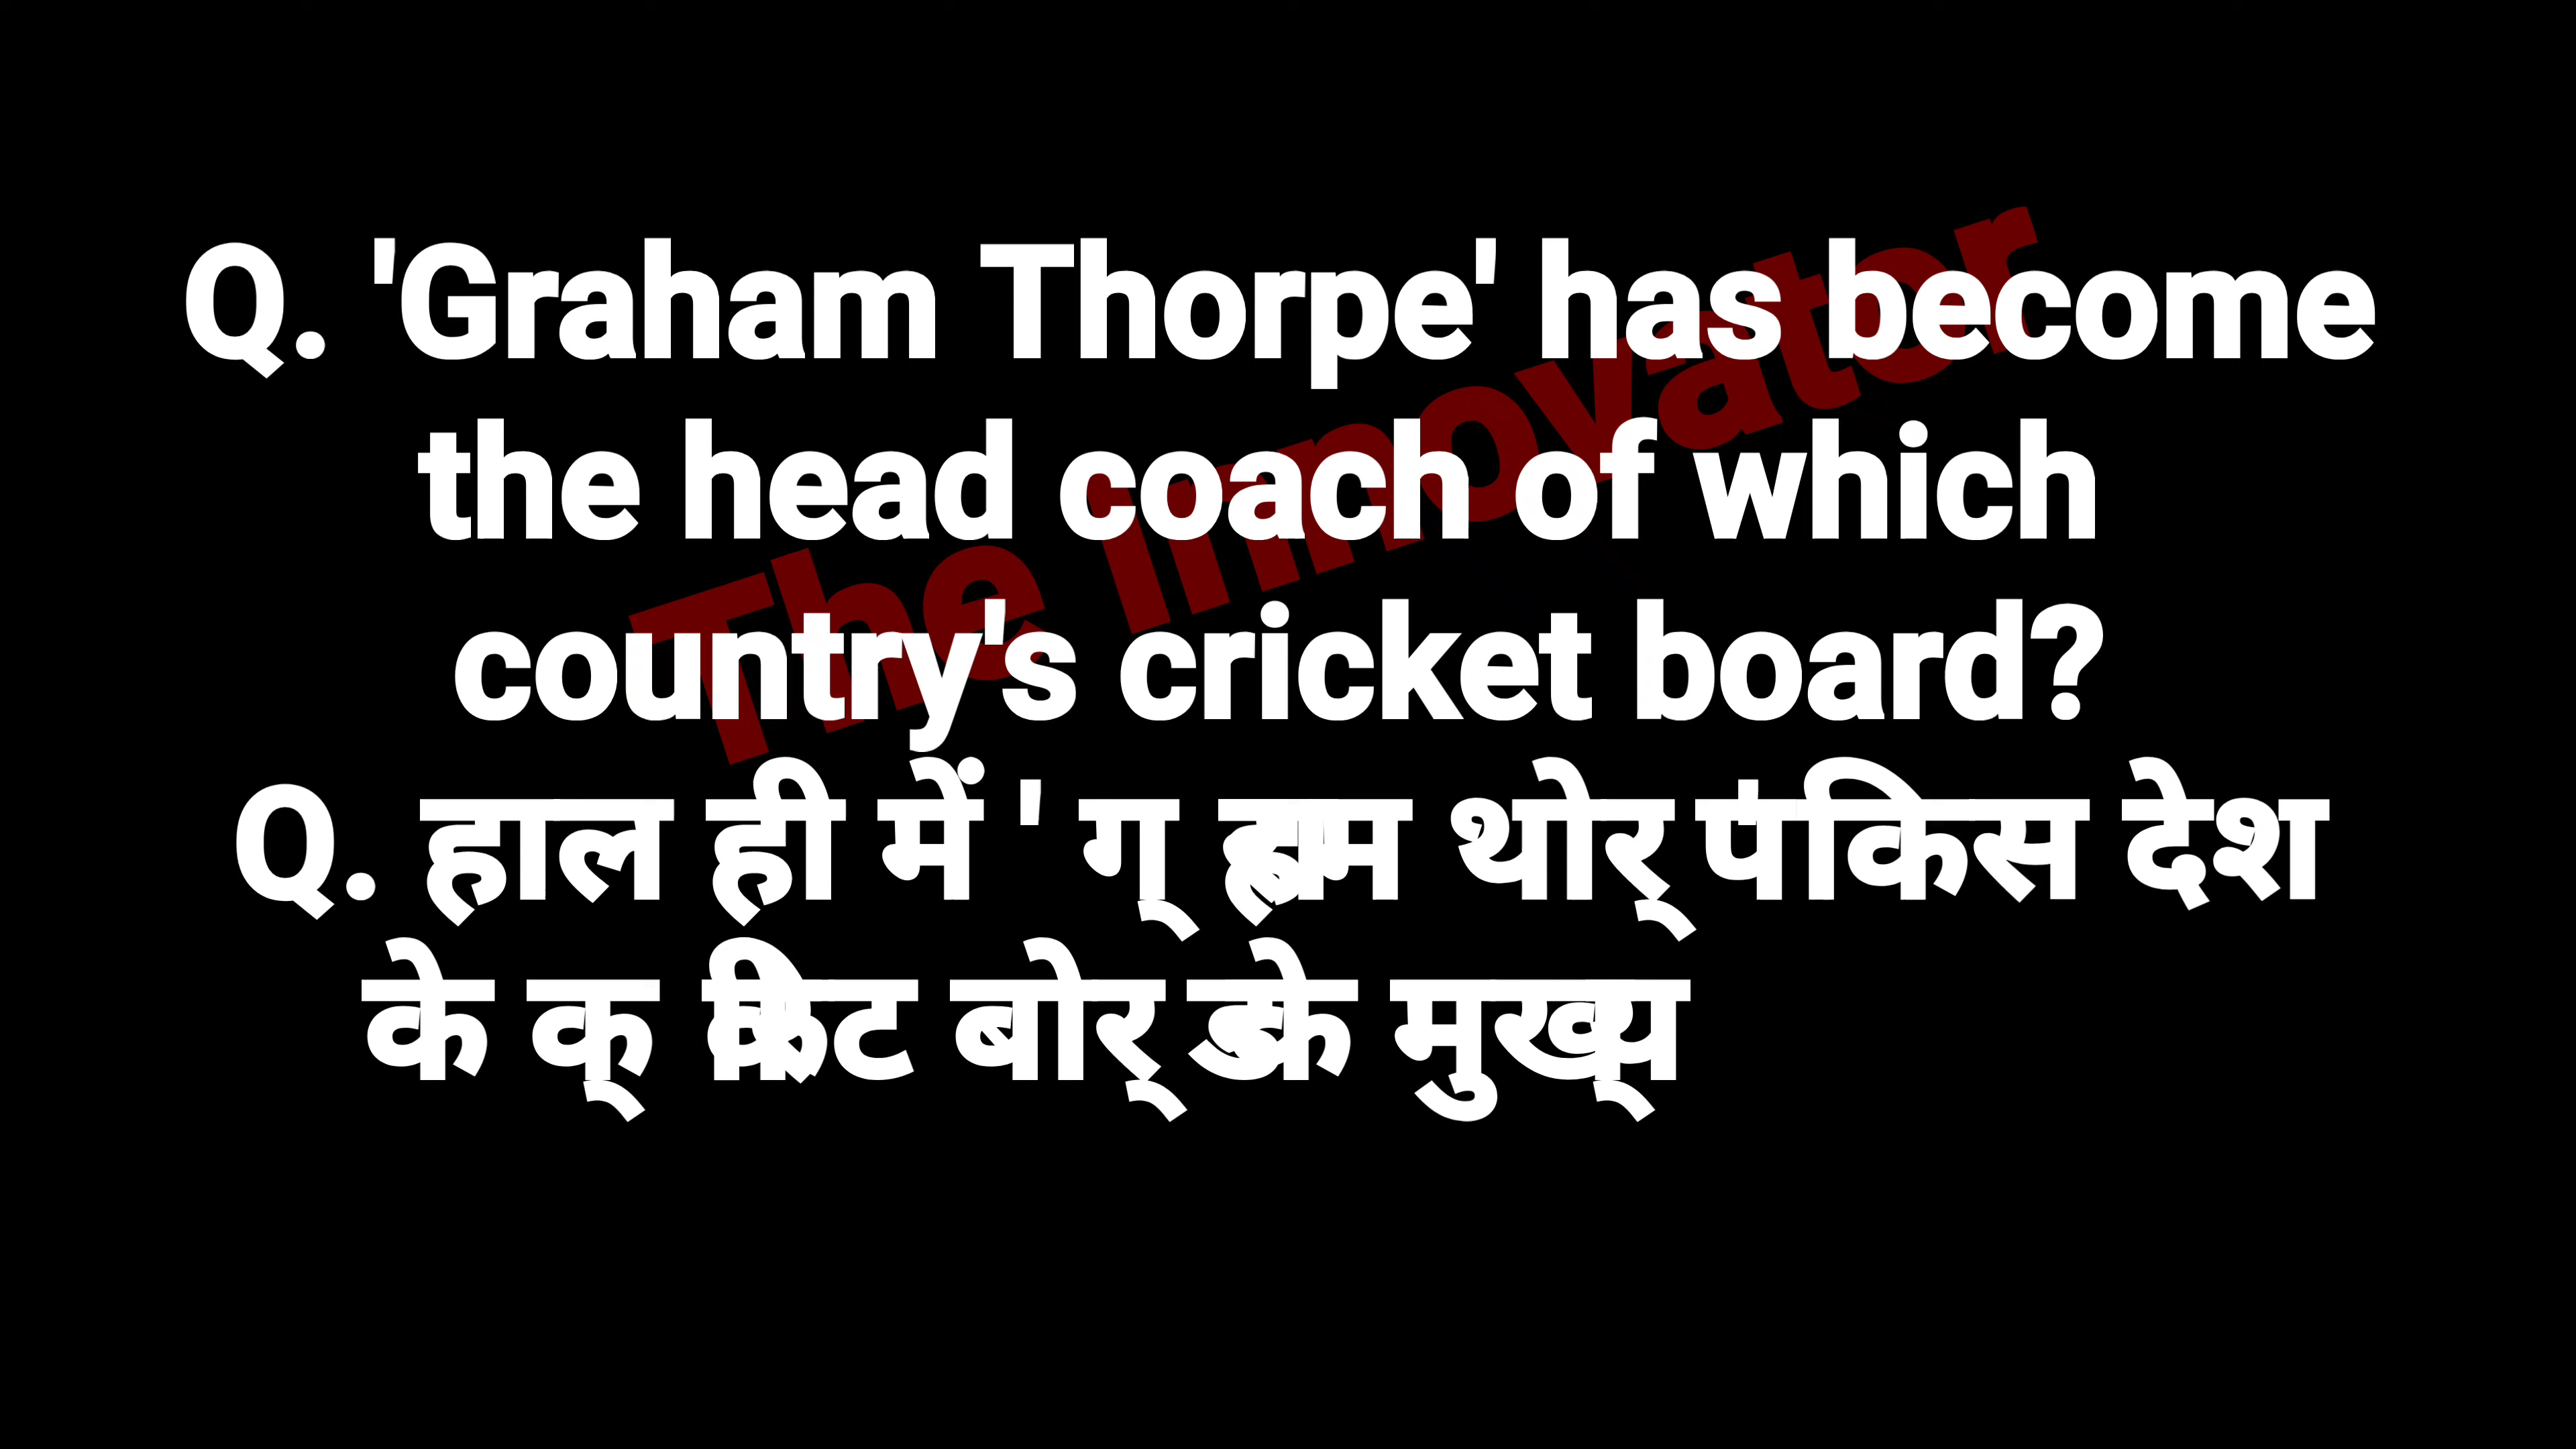 Q. 'Graham Thorpe' has become
the head coach of which
country's cricket board?
Q. हाल ही में ' थोर्प' किस देश
के बोर्ड के मुख्य
The Innovator